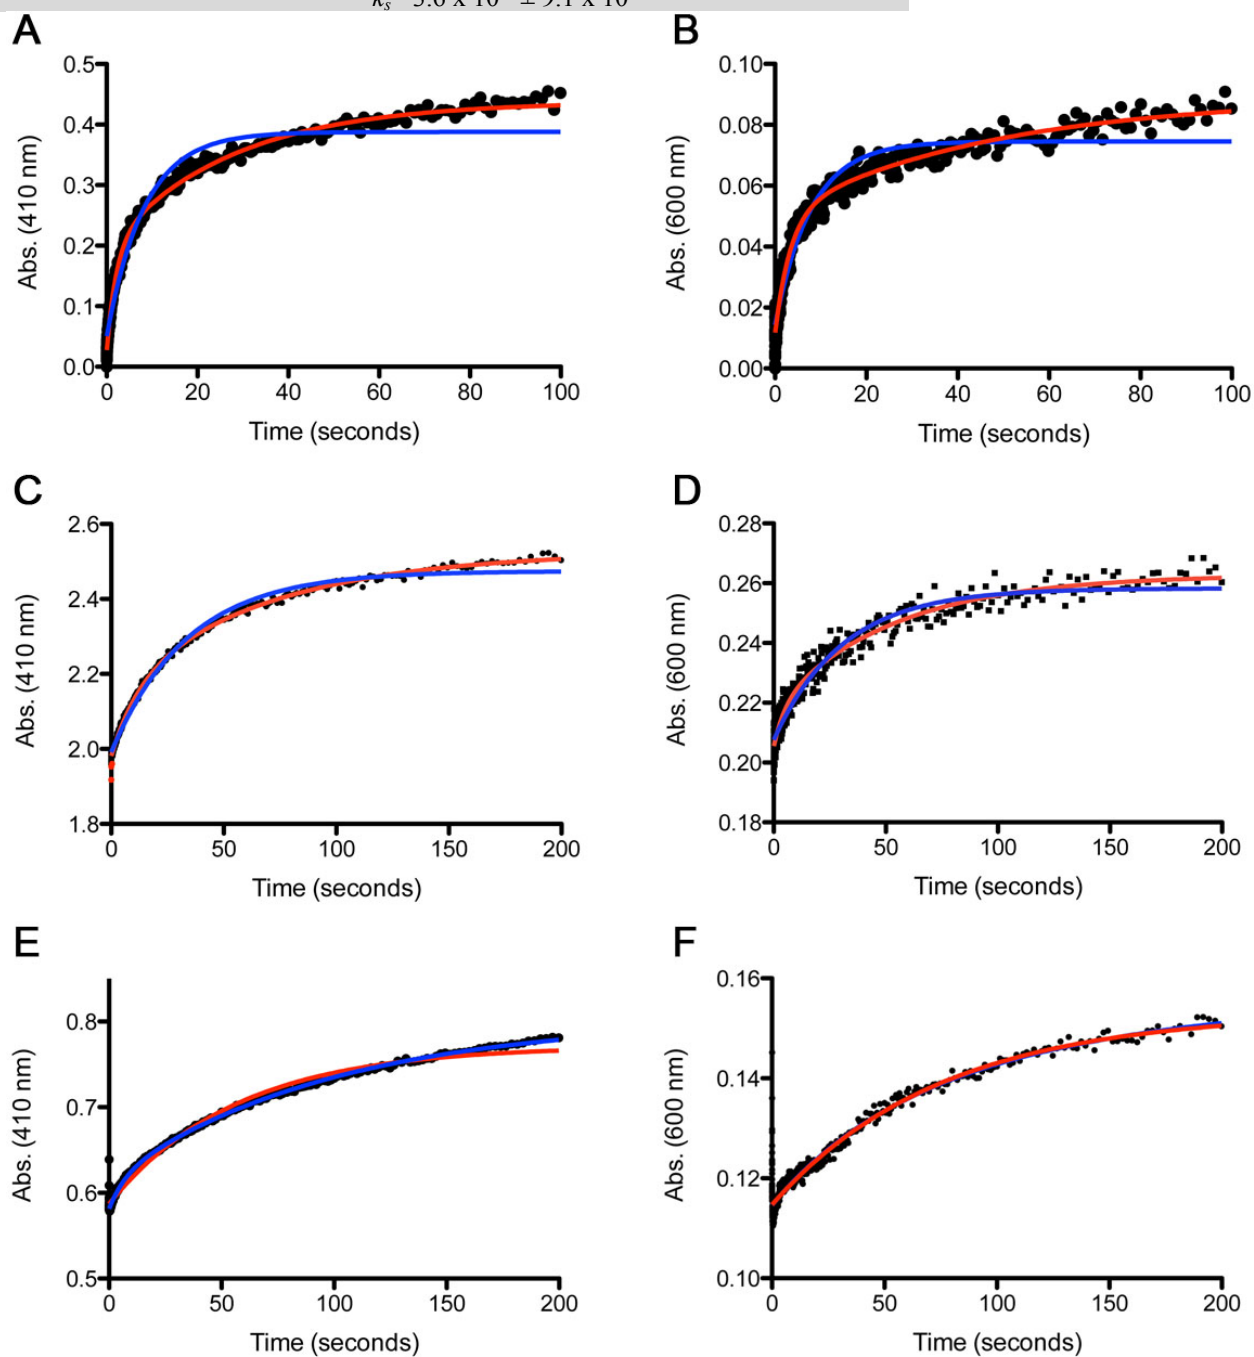 A
B
0.5
0.4
0.3
0.2
0.1
0.0
Abs. (410 nm)
0 20 40 60 80 100
Time (seconds)
0.10
0.08
0.06
0.04
0.02
0.00
Abs. (600 nm)
0 20 40 60 80 100
Time (seconds)
C
D
2.6
2.4
2.2
2.0
1.8
Abs. (410 nm)
0 50 100 150 200
Time (seconds)
0.28
0.26
0.24
0.22
0.20
0.18
Abs. (600 nm)
0 50 100 150 200
Time (seconds)
E
F
0.8
0.7
0.6
0.5
Abs. (410 nm)
0 50 100 150 200
Time (seconds)
0.16
0.14
0.12
0.10
Abs. (600 nm)
0 50 100 150 200
Time (seconds)